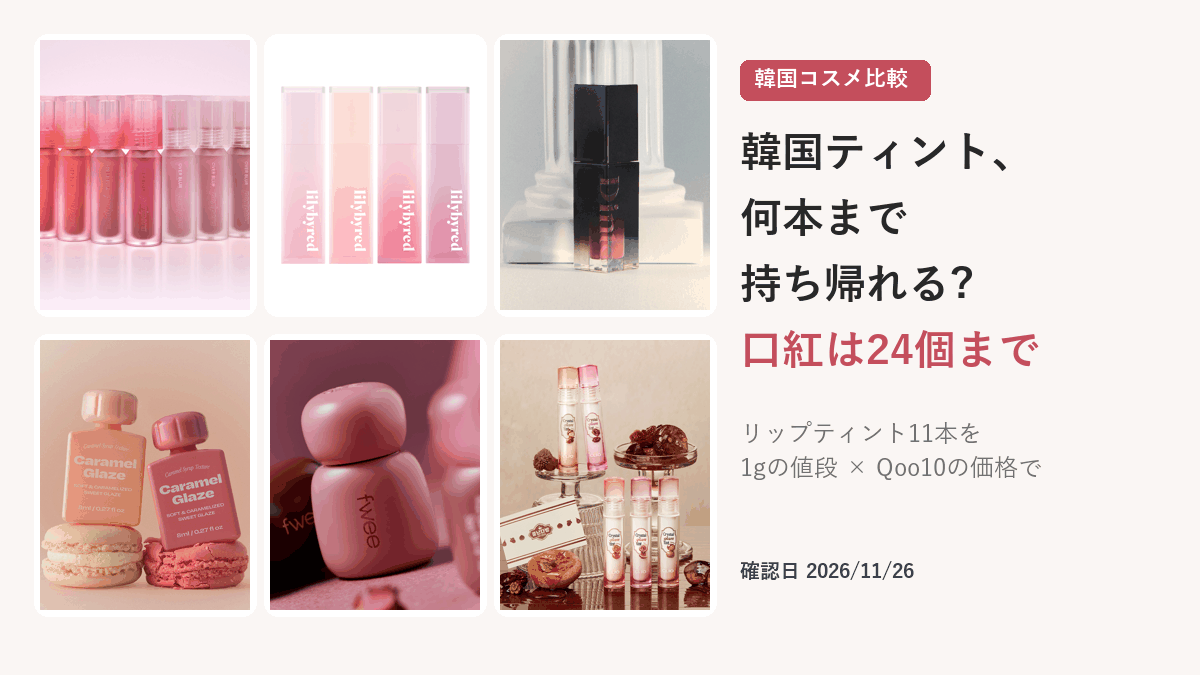 韓国コスメ比較
韓国ティント、
何本まで
持ち帰れる?
口紅は24個まで
リップティント11本を
1gの値段 × Qoo10の価格で
確認日 2026/11/26
lilybyred
lilybyred
lilybyred
lilybyred
Caramel
Glaze
Caramel
Glaze
fwee
fwee